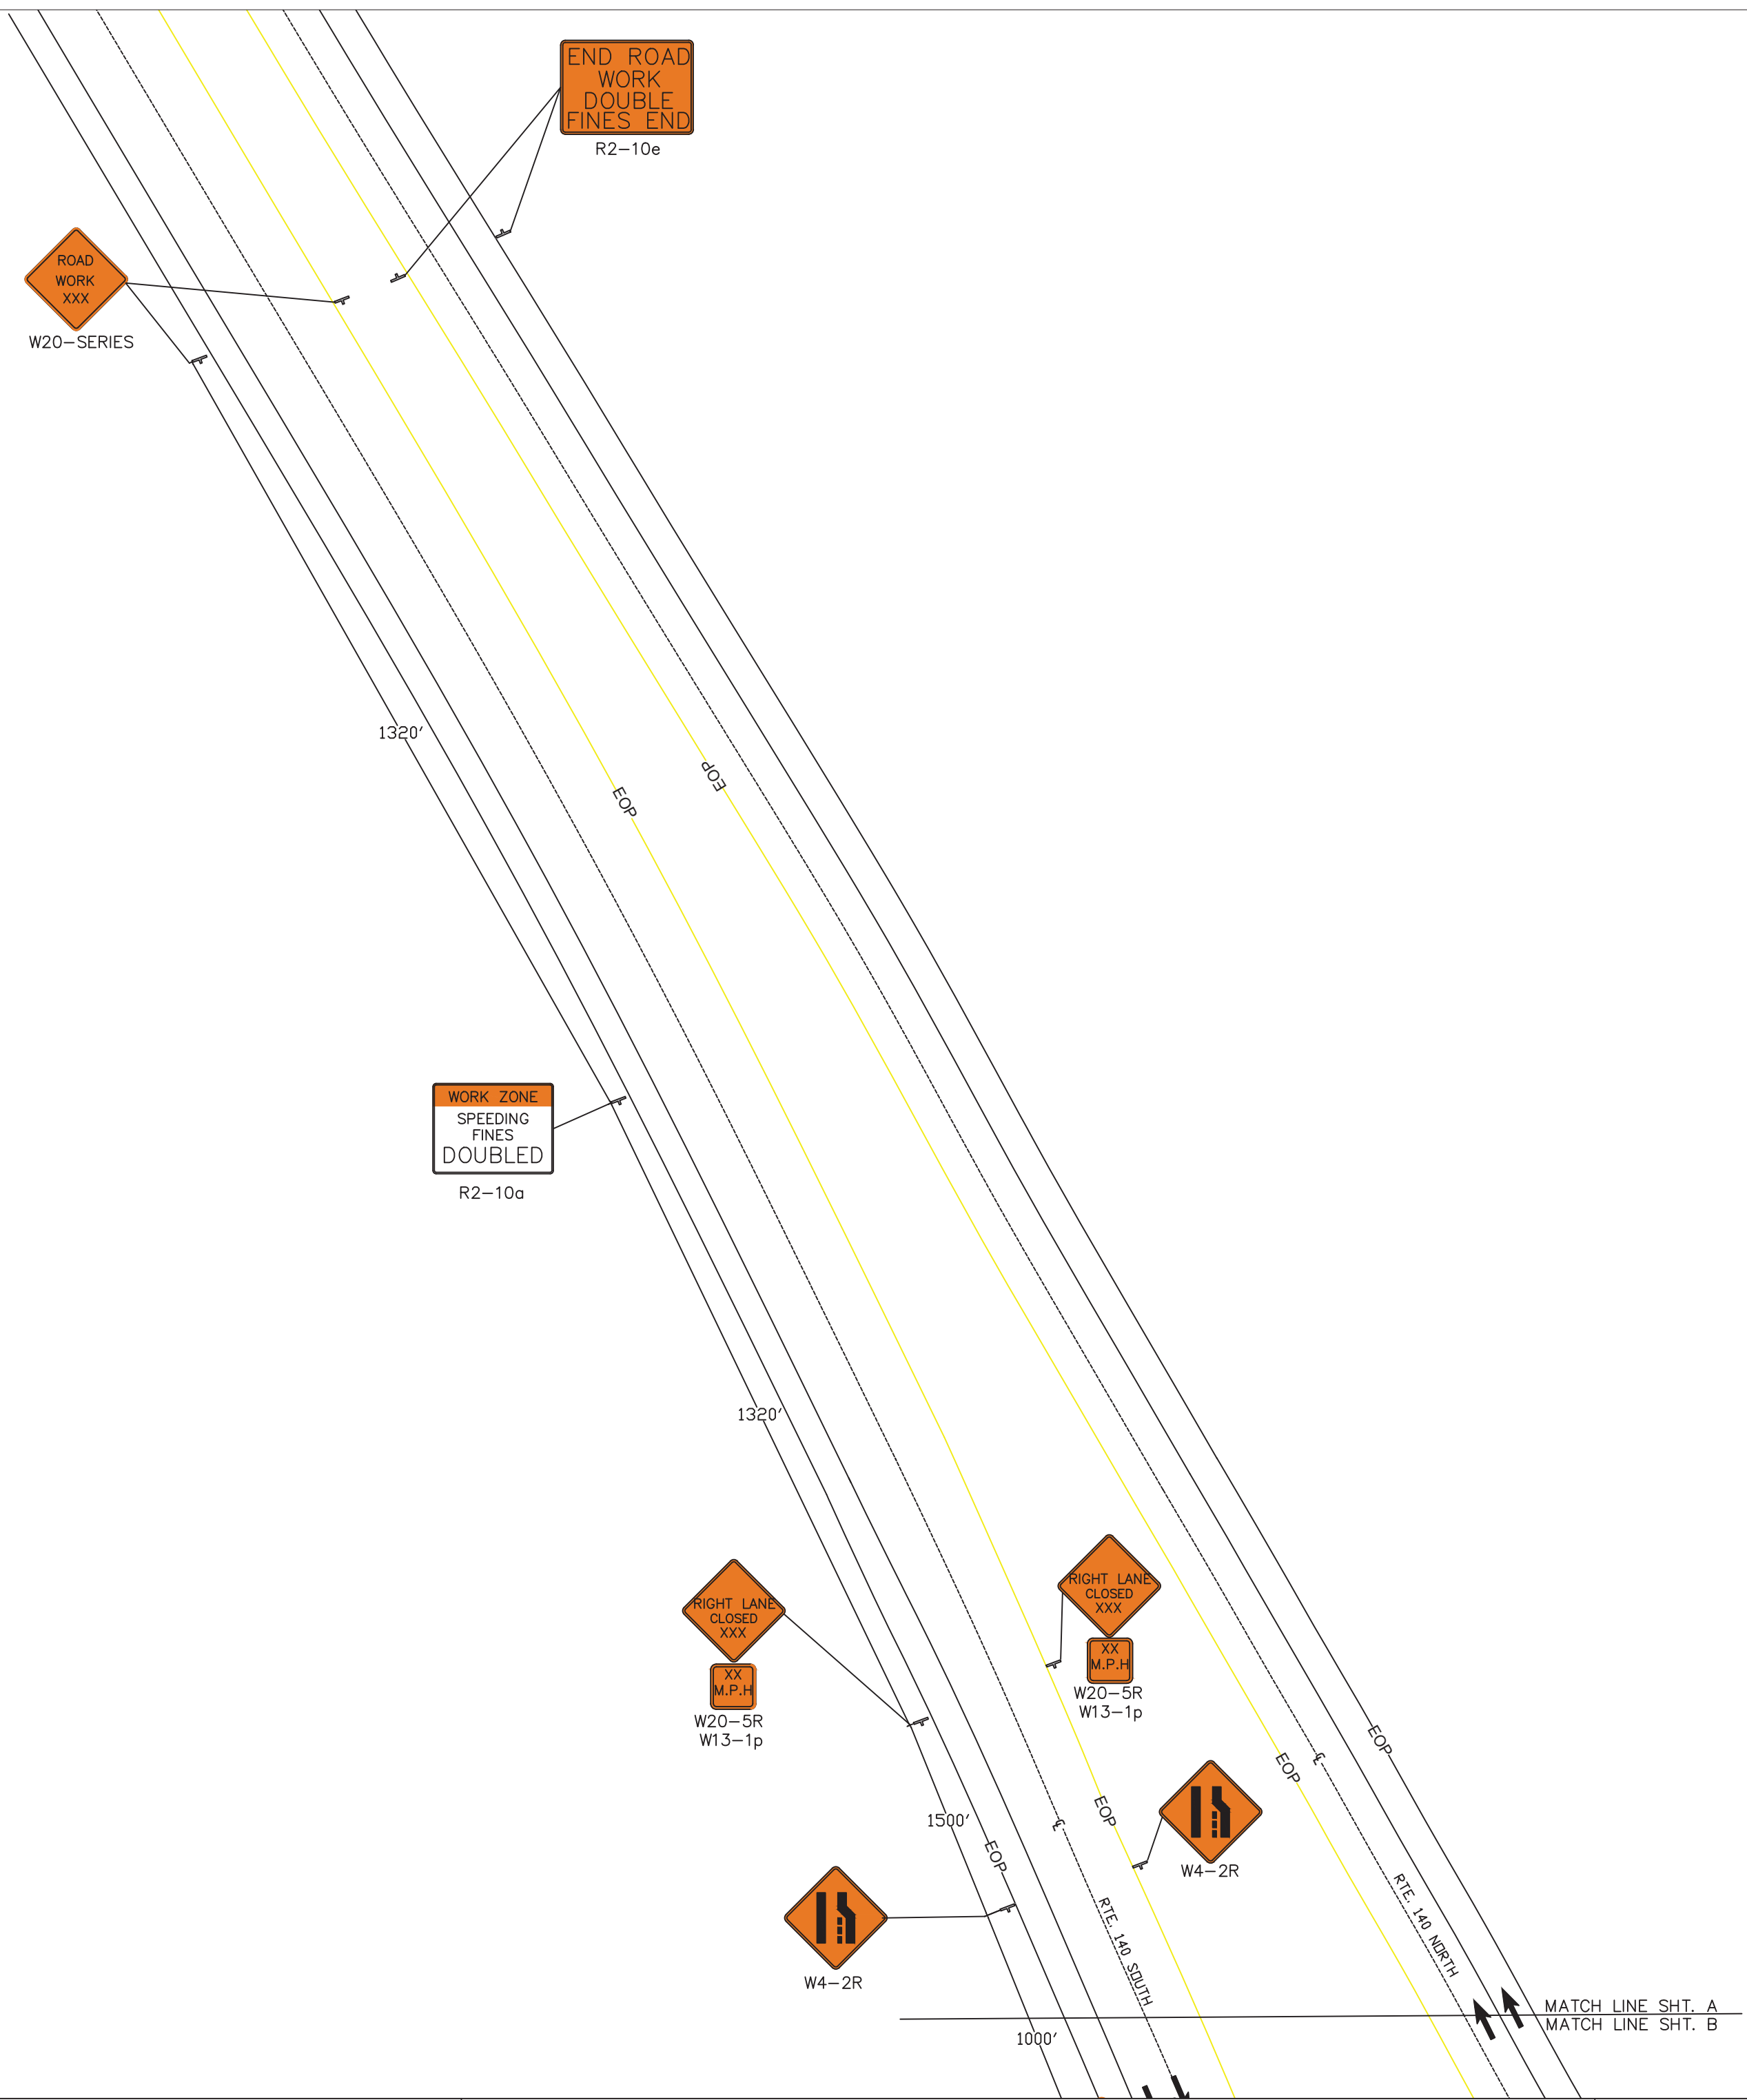 END ROAD
WORK
DOUBLE
FINES END
R2-10e
ROAD
WORK
XXX
W20-SERIES
1320'
EOP
EOP
WORK ZONE
SPEEDING
FINES
DOUBLED
R2-10a
1320'
RIGHT LANE
CLOSED
XXX
XX
M.P.H
W20-5R
W13-1p
RIGHT LANE
CLOSED
XXX
XX
M.P.H
W20-5R
W13-1p
EOP
EOP
℄
℄
EOP
1500'
EOP
W4-2R
W4-2R
RTE. 140 SOUTH
RTE. 140 NORTH
MATCH LINE SHT. A
MATCH LINE SHT. B
1000'